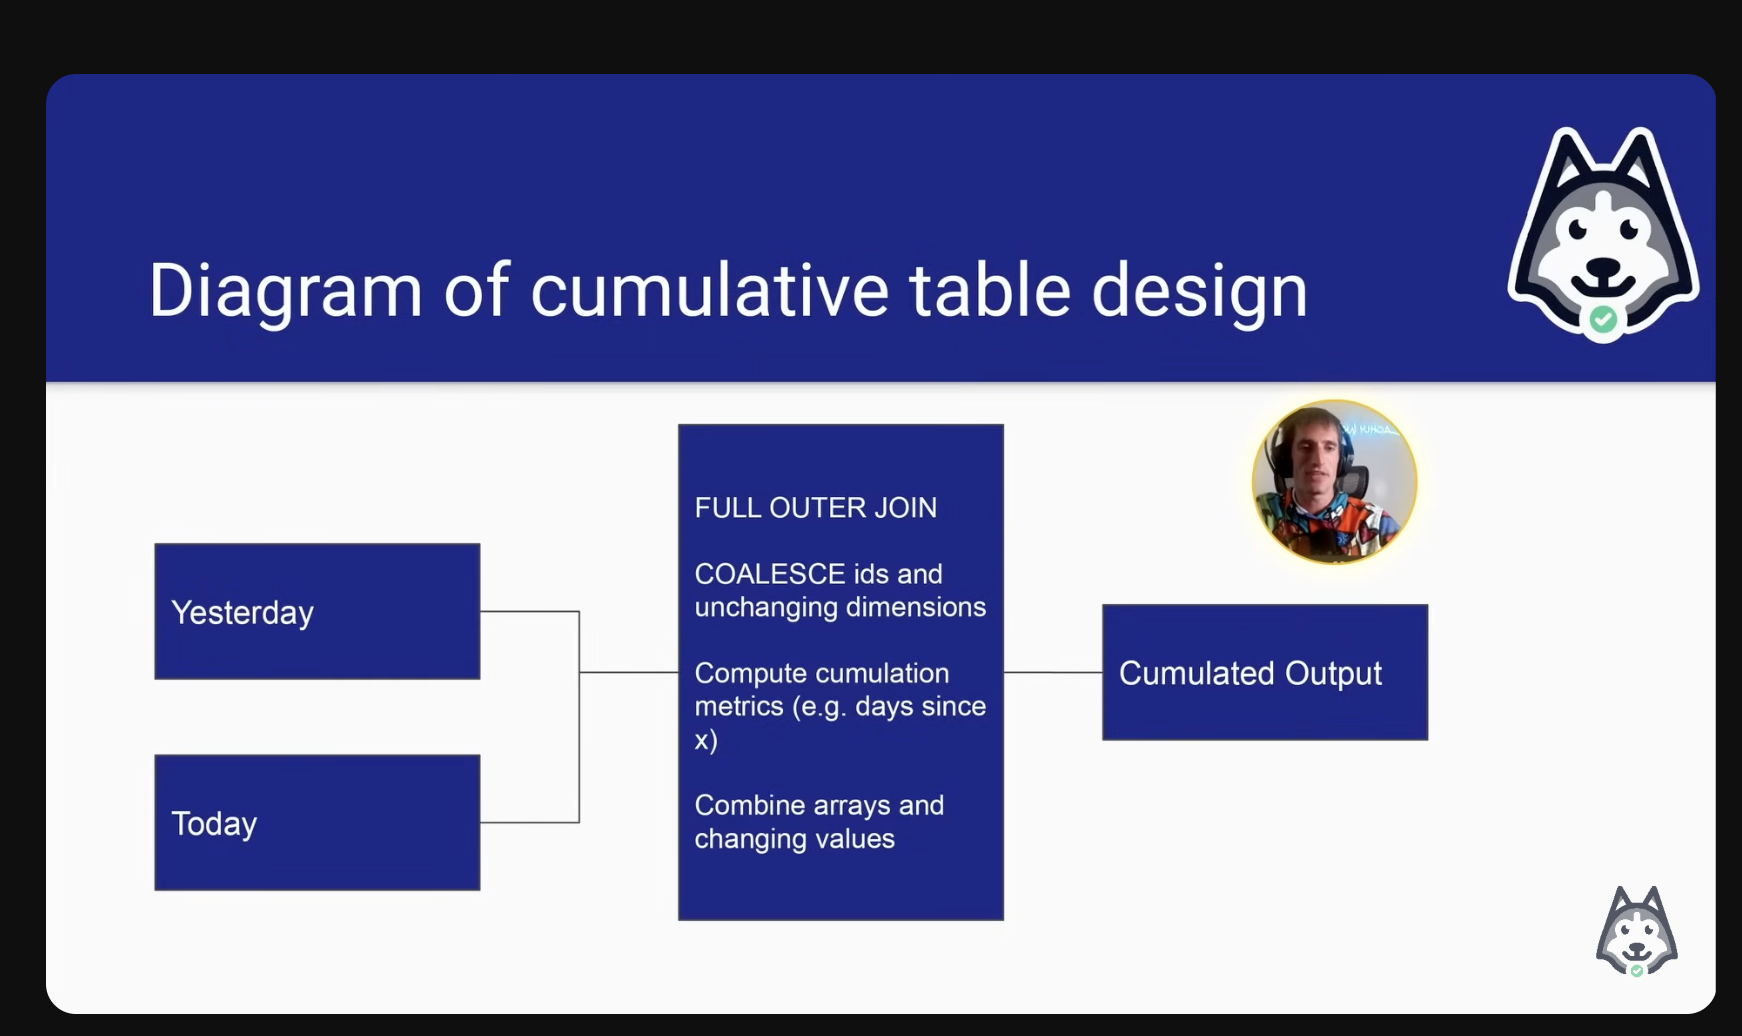 Diagram of cumulative table design
Yesterday
Today
FULL OUTER JOIN
COALESCE ids and
unchanging dimensions
Compute cumulation
metrics (e.g. days since
x)
Combine arrays and
changing values
Cumulated Output